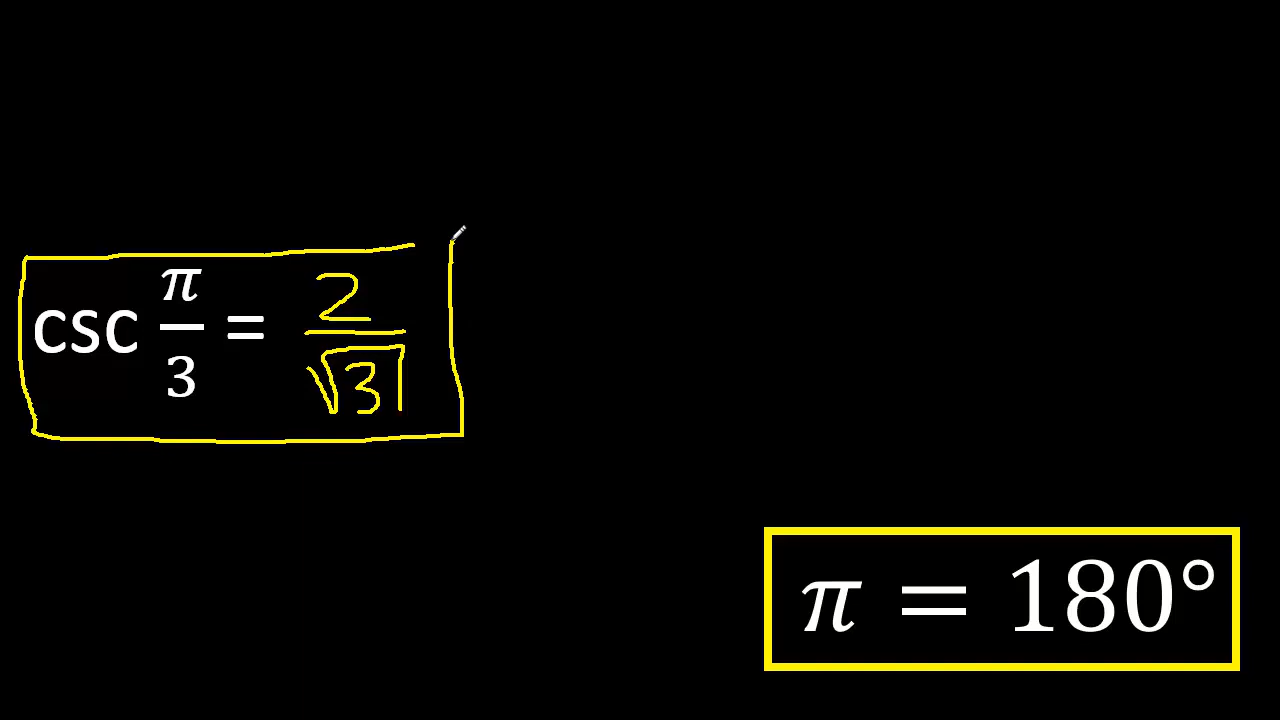 csc π/3 = 2/√3
π = 180°